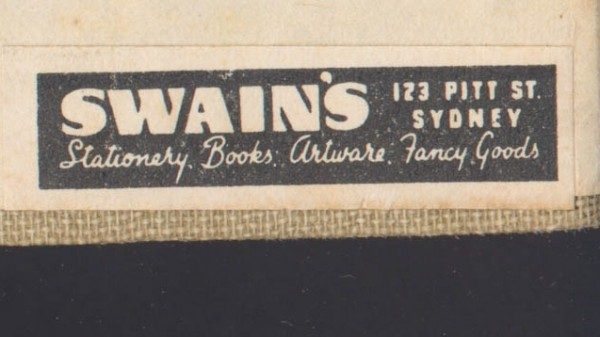 SWAIN'S
123 PITT ST.
SYDNEY
Stationery, Books, Artware, Fancy Goods